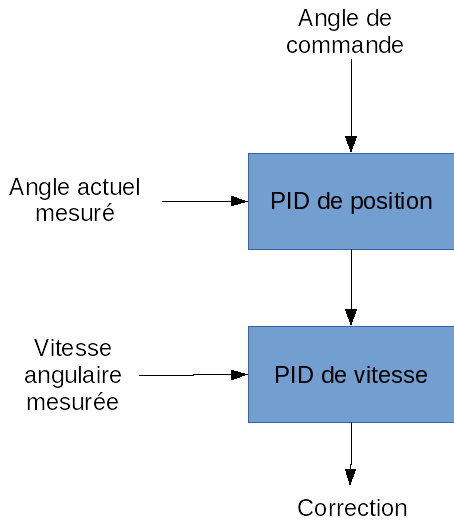 Angle de
commande
Angle actuel
mesuré
PID de position
Vitesse
angulaire
mesurée
PID de vitesse
Correction